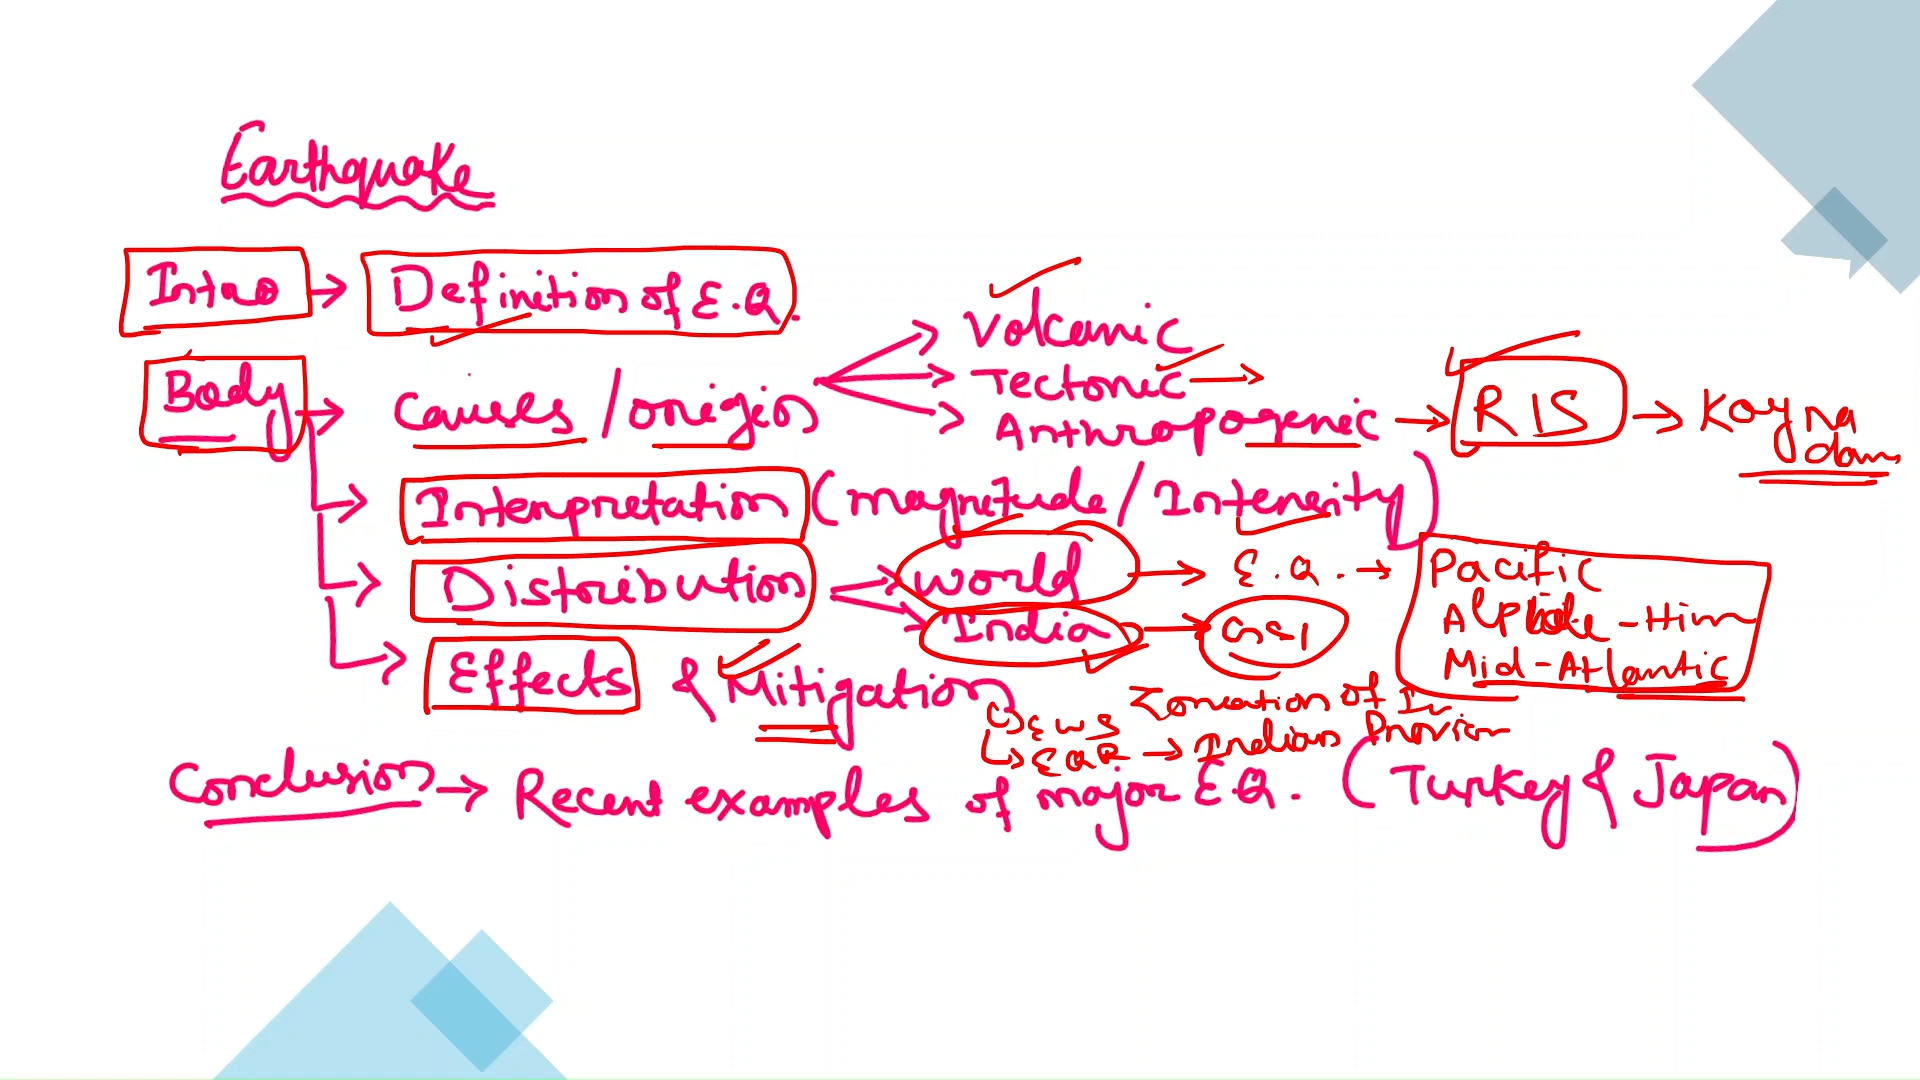 Earthquake
Intro → Definition of E.Q.
Body → Causes / origin
Volcanic
Tectonic →
Anthropogenic → RIS → Koyna dam
Interpretation (magnitude / Intensity)
Distribution
World → E.Q. → Pacific
Alpide - Him
Mid-Atlantic
India → GSI
Zonation of In
Effects & Mitigation
EWS
EQR → Indian
Conclusion → Recent examples of major E.Q. (Turkey & Japan)